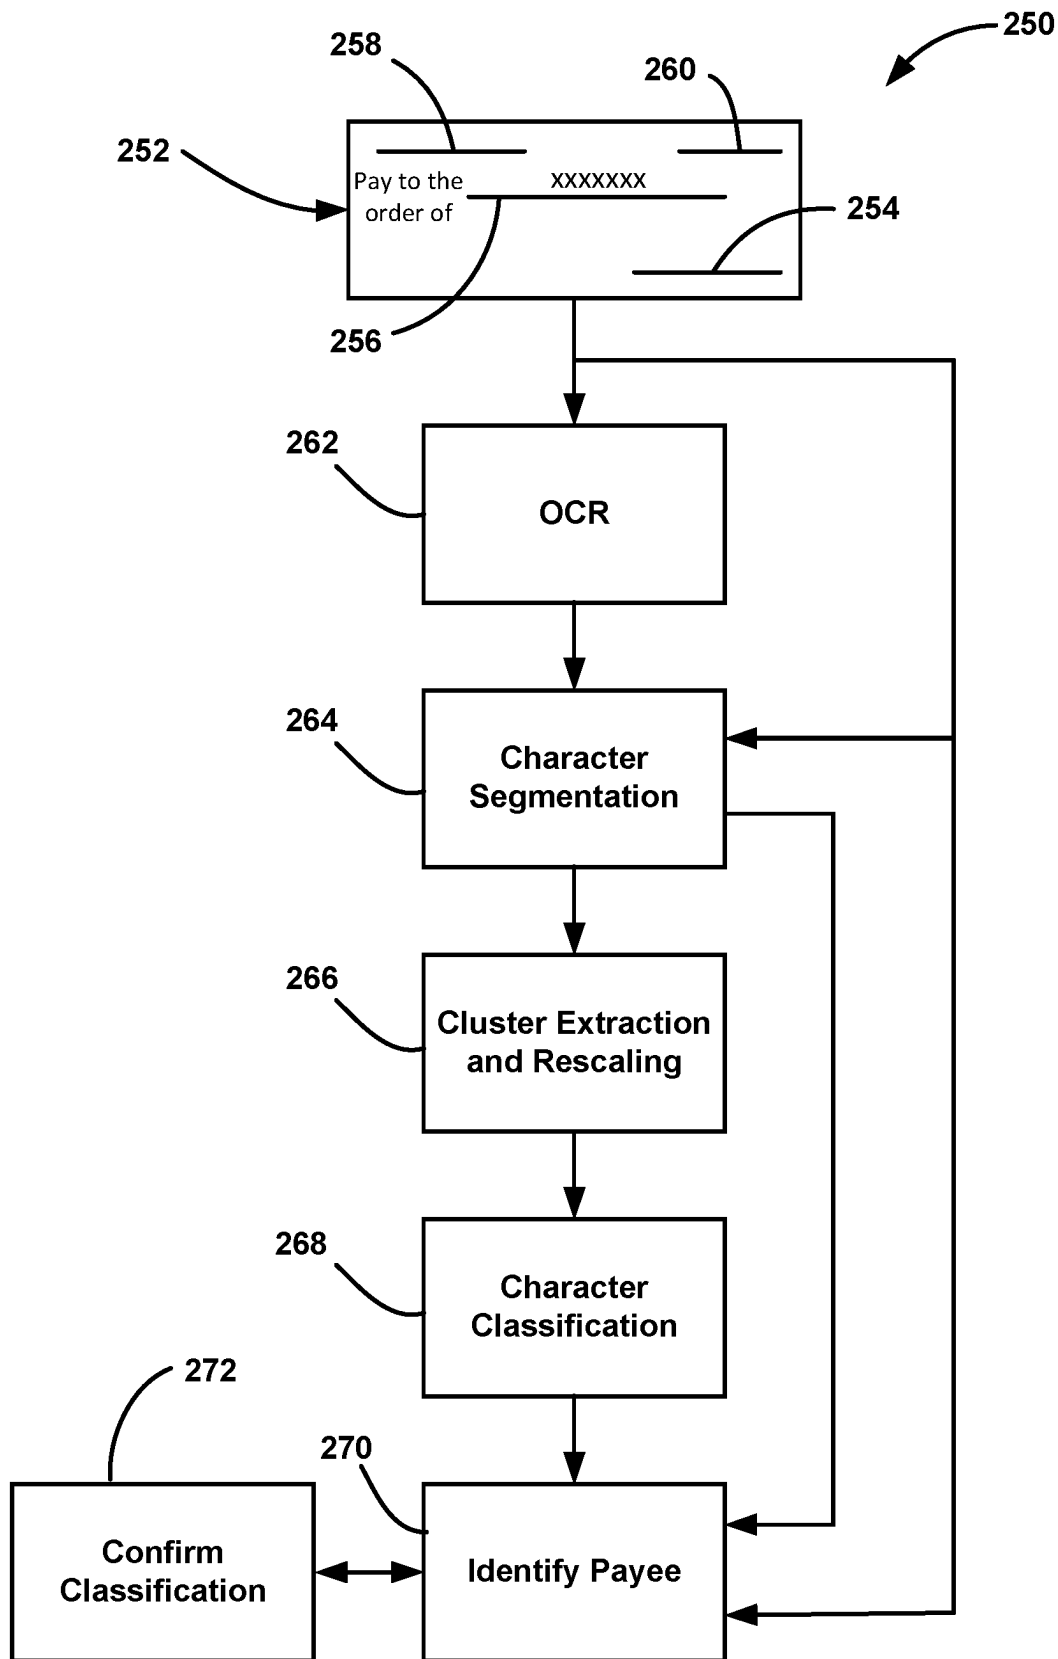 250
258
260
252
Pay to the
order of
XXXXXXX
254
256
262
OCR
264
Character
Segmentation
266
Cluster Extraction
and Rescaling
268
Character
Classification
272
270
Confirm
Classification
Identify Payee